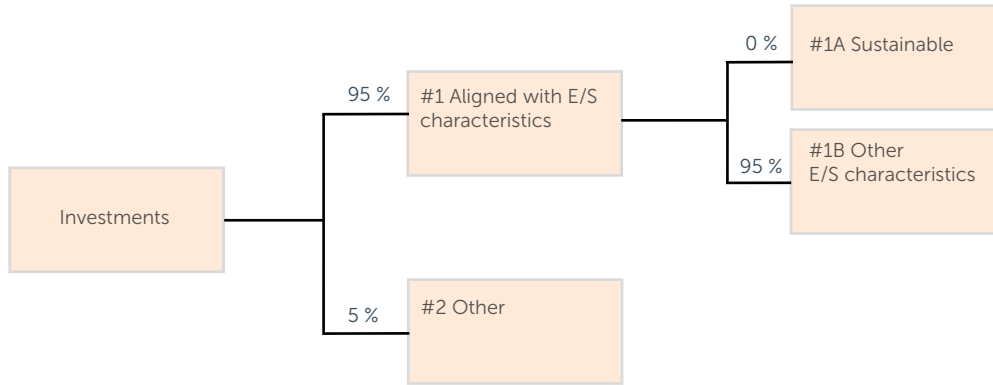 0 %
#1A Sustainable
95 %
#1 Aligned with E/S
characteristics
#1B Other
E/S characteristics
95 %
Investments
5 %
#2 Other